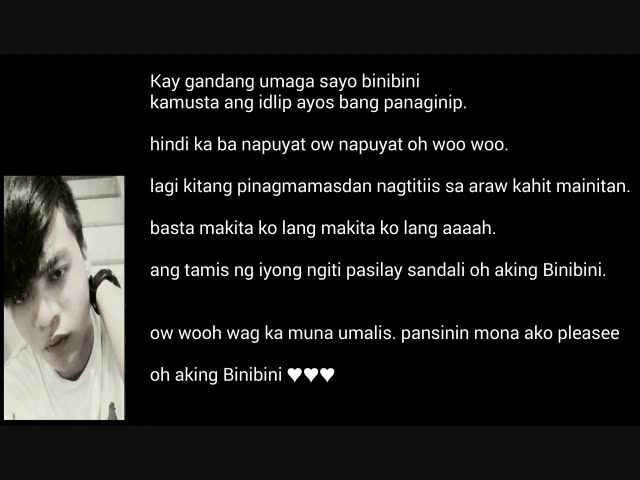 Kay gandang umaga sayo binibini
kamusta ang idlip ayos bang panaginip.
hindi ka ba napuyat ow napuyat oh woo woo.
lagi kitang pinagmamasdan nagtitiis sa araw kahit mainitan.
basta makita ko lang makita ko lang aaaah.
ang tamis ng iyong ngiti pasilay sandali oh aking Binibini.
ow wooh wag ka muna umalis. pansinin mona ako pleasee
oh aking Binibini ♥♥♥